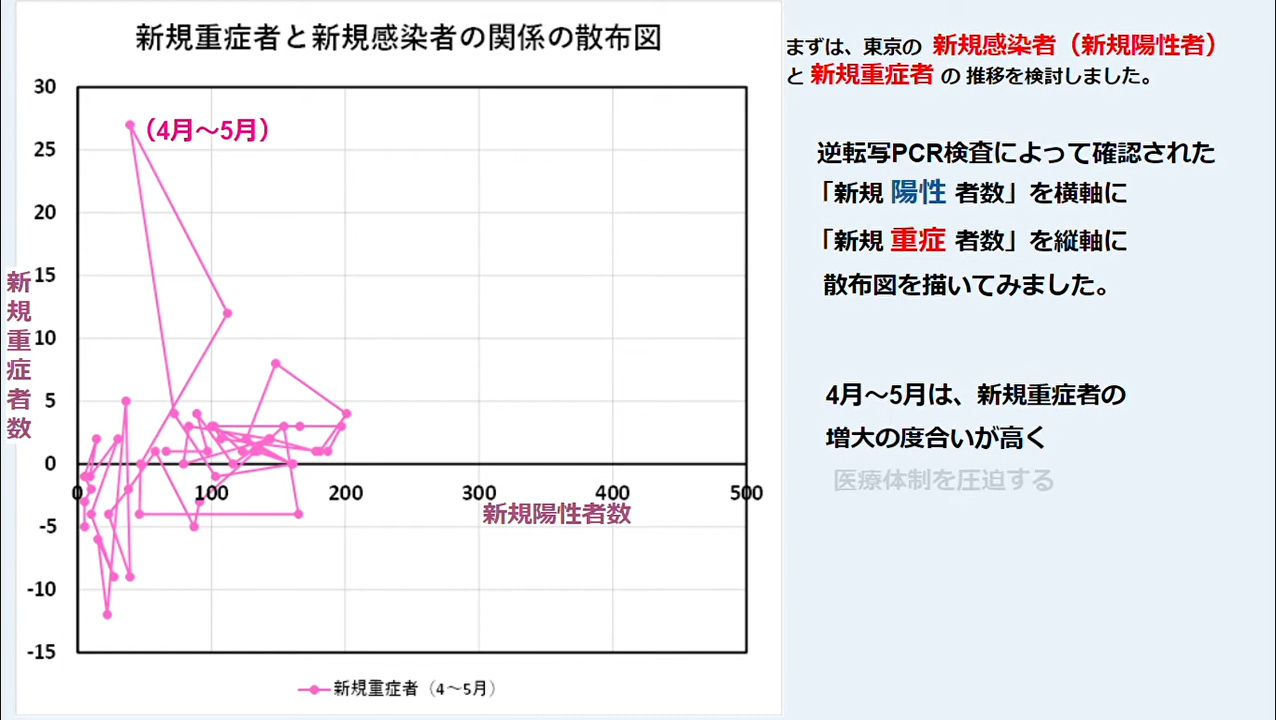 新規重症者と新規感染者の関係の散布図
30
25
20
15
10
5
0
-5
-10
-15
0 100 200 300 400 500
(4月～5月)
新規重症者数
新規陽性者数
新規重症者（4～5月）
まずは、東京の 新規感染者（新規陽性者）
と 新規重症者 の 推移を検討しました。
逆転写PCR検査によって確認された
「新規 陽性 者数」を横軸に
「新規 重症 者数」を縦軸に
散布図を描いてみました。
4月～5月は、新規重症者の
増大の度合いが高く
医療体制を圧迫する